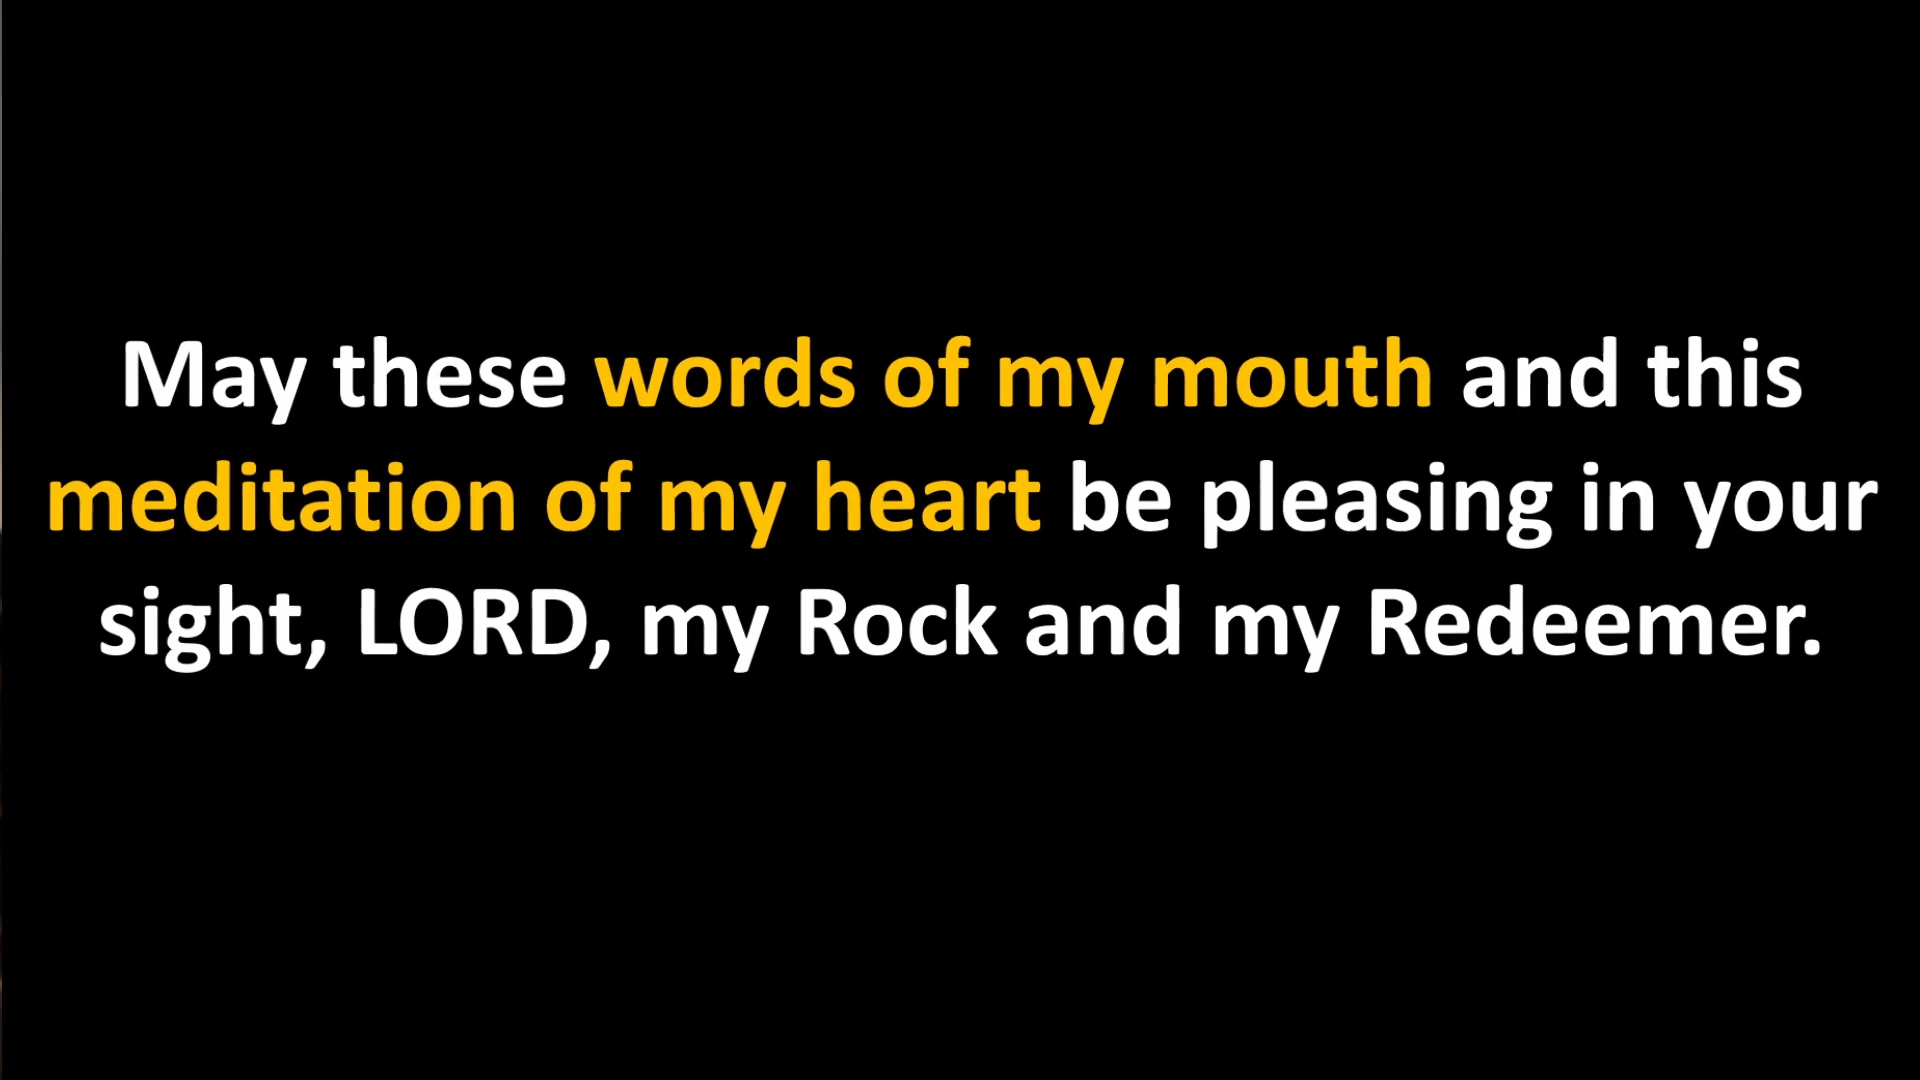 May these words of my mouth and this
meditation of my heart be pleasing in your
sight, LORD, my Rock and my Redeemer.